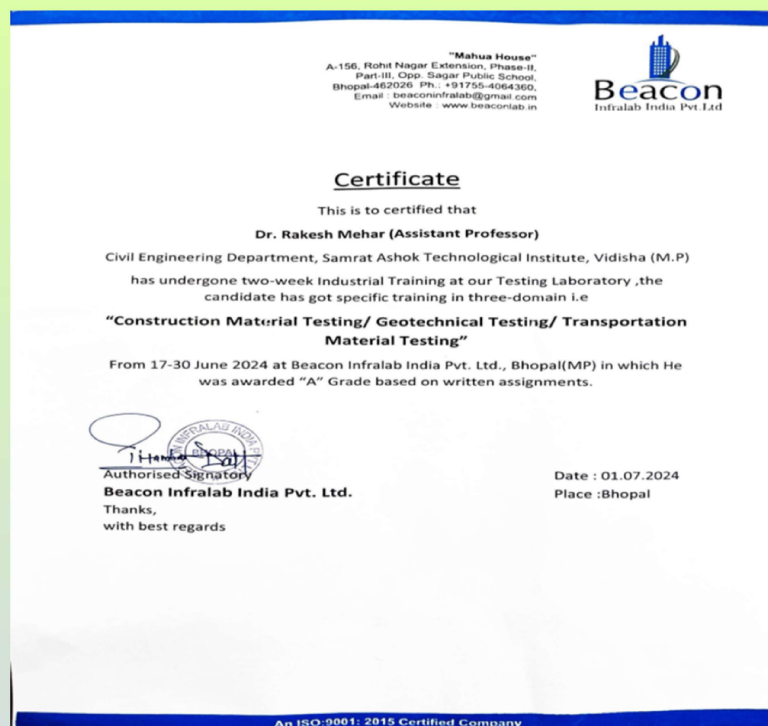 "Mahua House"
A-156, Rohit Nagar Extension, Phase-II,
Part-III, Opp. Sagar Public School,
Bhopal-462026 Ph.: +91755-4064360,
Email : beaconinfralab@gmail.com
Website : www.beaconlab.in
Beacon
Infralab India Pvt.Ltd
Certificate
This is to certified that
Dr. Rakesh Mehar (Assistant Professor)
Civil Engineering Department, Samrat Ashok Technological Institute, Vidisha (M.P)
has undergone two-week Industrial Training at our Testing Laboratory ,the
candidate has got specific training in three-domain i.e
“Construction Material Testing/ Geotechnical Testing/ Transportation
Material Testing”
From 17-30 June 2024 at Beacon Infralab India Pvt. Ltd., Bhopal(MP) in which He
was awarded “A” Grade based on written assignments.
INFRALAB INDIA
BHOPAL
Authorised Signatory
Beacon Infralab India Pvt. Ltd.
Thanks,
with best regards
Date : 01.07.2024
Place :Bhopal
An ISO:9001: 2015 Certified Company